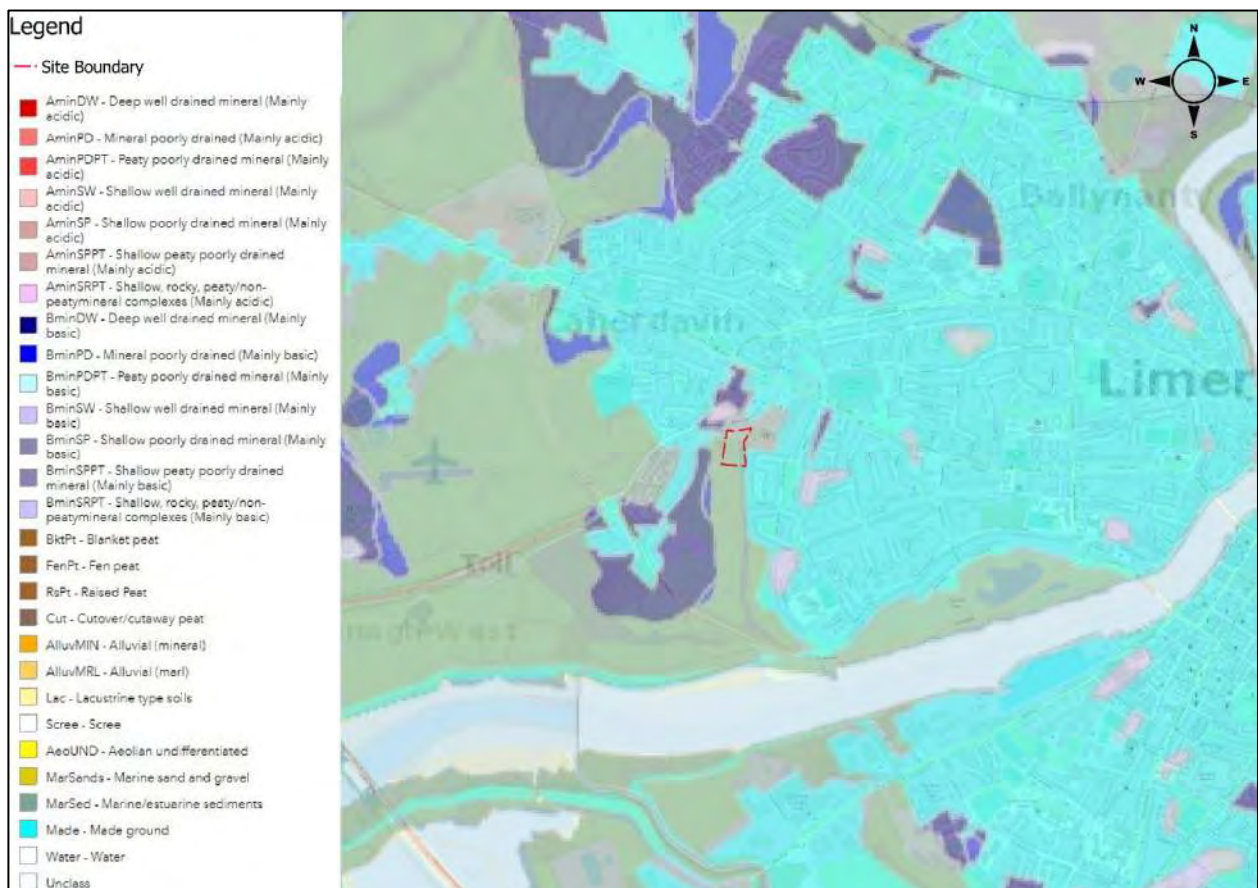 Legend
Site Boundary
AminDW - Deep well drained mineral (Mainly
acidic)
AminPD - Mineral poorly drained (Mainly acidic)
AminPDPT - Peaty poorly drained mineral (Mainly
acidic)
AminSW - Shallow well drained mineral (Mainly
acidic)
AminSP - Shallow poorly drained mineral (Mainly
acidic)
AminSPPT - Shallow peaty poorly drained
mineral (Mainly acidic)
AminSRPT - Shallow, rocky, peaty/non-
peatymineral complexes (Mainly acidic)
BminDW - Deep well drained mineral (Mainly
basic)
BminPD - Mineral poorly drained (Mainly basic)
BminPDPT - Peaty poorly drained mineral (Mainly
basic)
BminSW - Shallow well drained mineral (Mainly
basic)
BminSP - Shallow poorly drained mineral (Mainly
basic)
BminSPPT - Shallow peaty poorly drained
mineral (Mainly basic)
BminSRPT - Shallow, rocky, peaty/non-
peatymineral complexes (Mainly basic)
BktPt - Blanket peat
FenPt - Fen peat
RsPt - Raised Peat
Cut - Cutover/cutaway peat
AlluvMIN - Alluvial (mineral)
AlluvMRL - Alluvial (marl)
Lac - Lacustrine type soils
Scree - Scree
AeoUND - Aeolian undifferentiated
MarSands - Marine sand and gravel
MarSed - Marine/estuarine sediments
Made - Made ground
Water - Water
Unclass
N
W
E
S
Ballynanty
Limer